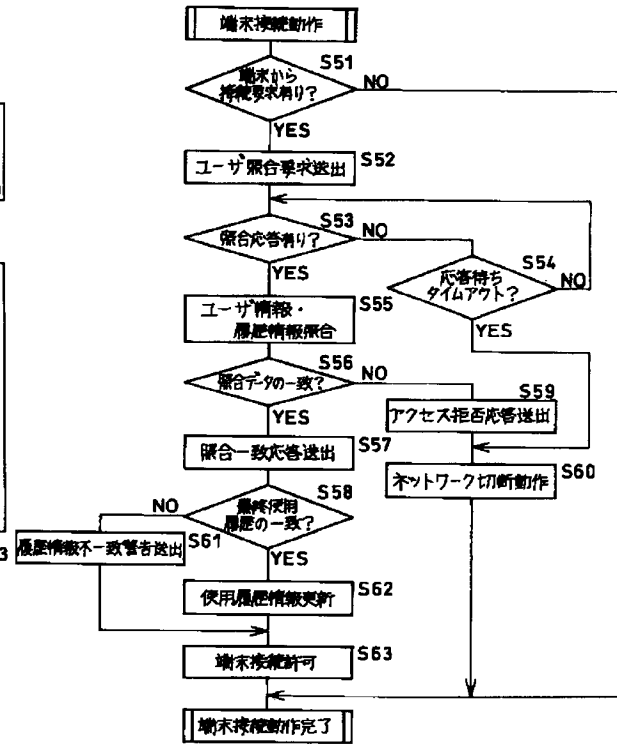 端末接続動作
S51
端末から
接続要求有り?
NO
YES
ユーザ照合要求送出
S52
S53
照合応答有り?
NO
YES
S54
応答待ち
タイムアウト?
NO
YES
ユーザ情報・
履歴情報照合
S55
S56
照合データの一致?
NO
YES
S59
アクセス拒否応答送出
照合一致応答送出
S57
ネットワーク切断動作
S60
S58
最終使用
履歴の一致?
NO
YES
3
履歴情報不一致警告送出
S61
使用履歴情報更新
S62
端末接続許可
S63
端末接続動作完了